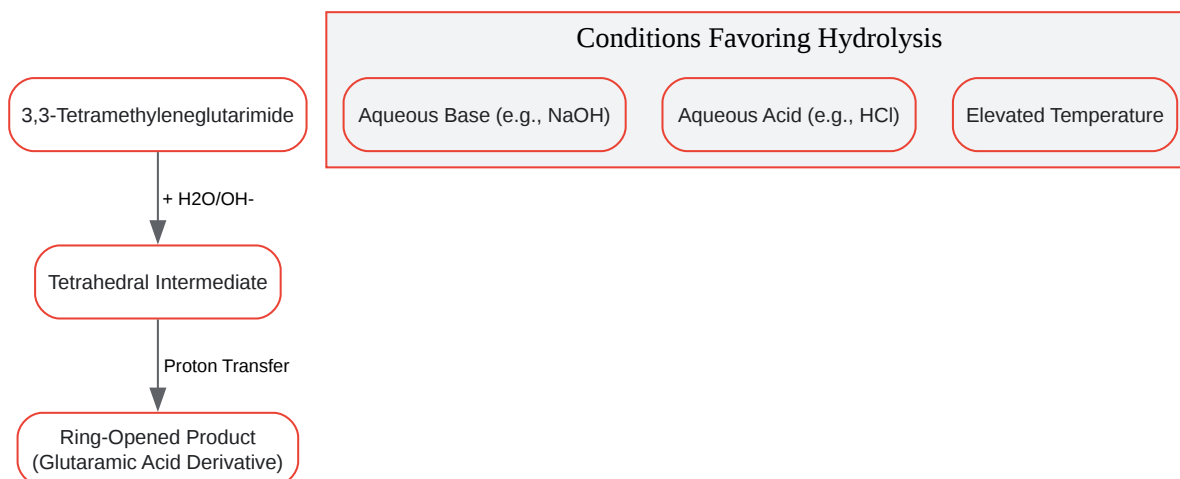 Conditions Favoring Hydrolysis
3,3-Tetramethyleneglutarimide
Aqueous Base (e.g., NaOH)
Aqueous Acid (e.g., HCl)
Elevated Temperature
+ H2O/OH-
Tetrahedral Intermediate
Proton Transfer
Ring-Opened Product
(Glutaramic Acid Derivative)